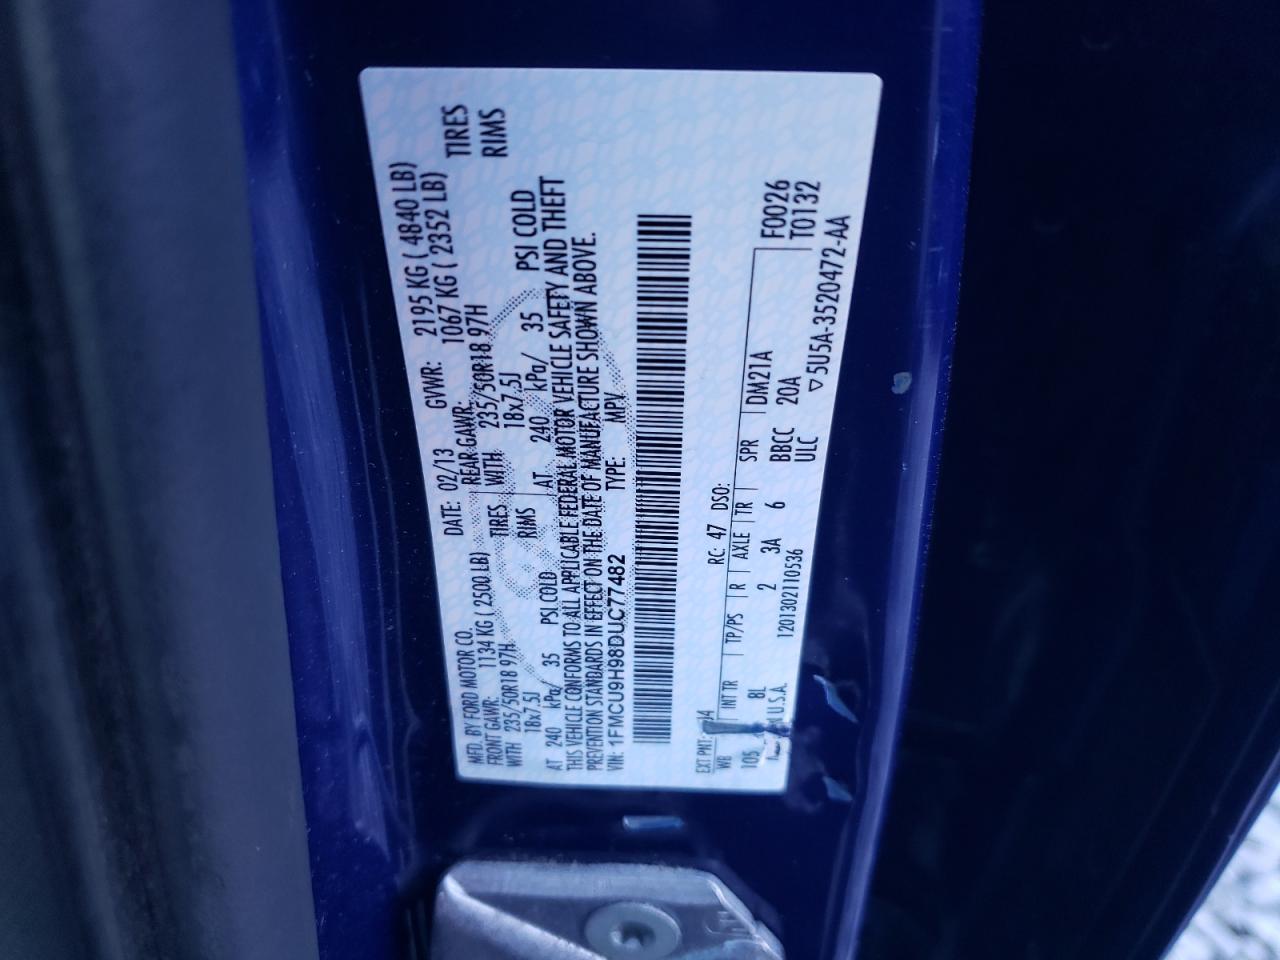 MFD. BY FORD MOTOR CO. DATE: 02/13 GVWR: 2195 KG ( 4840 LB)
FRONT GAWR: 1134 KG ( 2500 LB) REAR GAWR: 1067 KG ( 2352 LB)
WITH 235/50R18 97H TIRES WITH 235/50R18 97H TIRES
18x7.5J RIMS 18x7.5J RIMS
AT 240 kPa/ 35 PSI COLD AT 240 kPa/ 35 PSI COLD
THIS VEHICLE CONFORMS TO ALL APPLICABLE FEDERAL MOTOR VEHICLE SAFETY AND THEFT
PREVENTION STANDARDS IN EFFECT ON THE DATE OF MANUFACTURE SHOWN ABOVE.
VIN: 1FMCU9H98DUC77482 TYPE: MPV
EXT PNT: RC: 47 DSO: F0026
WB INT TR TP/PS R AXLE TR SPR DM21A T0132
105 8L 2 3A 6 BBCC 20A
U.S.A. 1201302110536 ULC ▽5U5A-3520472-AA